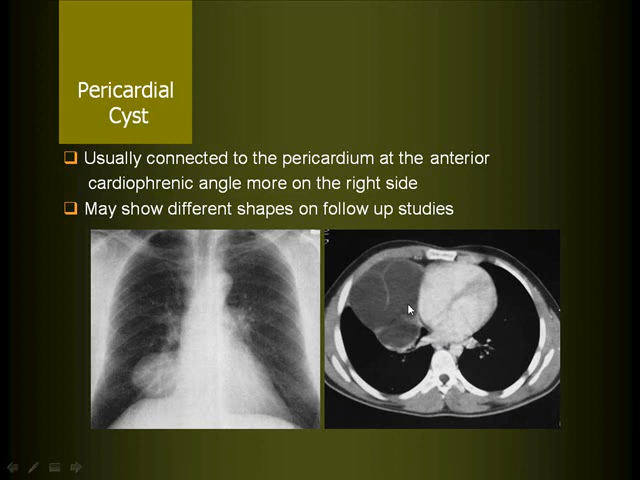 Pericardial
Cyst
Usually connected to the pericardium at the anterior
cardiophrenic angle more on the right side
May show different shapes on follow up studies